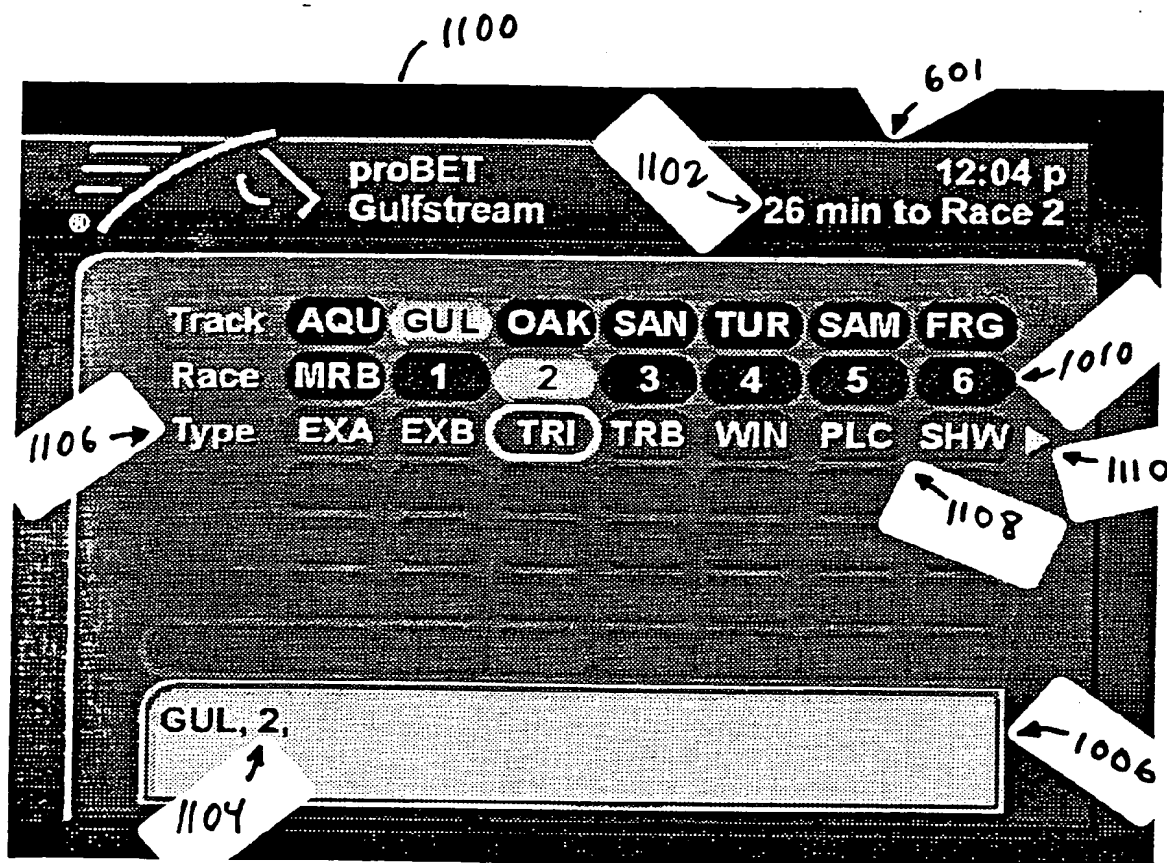 1100
601
proBET
12:04 p
1102
Gulfstream
26 min to Race 2
®
Track AQU GUL OAK SAN TUR SAM FRG
Race MRB 1 2 3 4 5 6
1010
Type EXA EXB TRI TRB WIN PLC SHW
1106
1110
1108
GUL, 2,
1006
1104